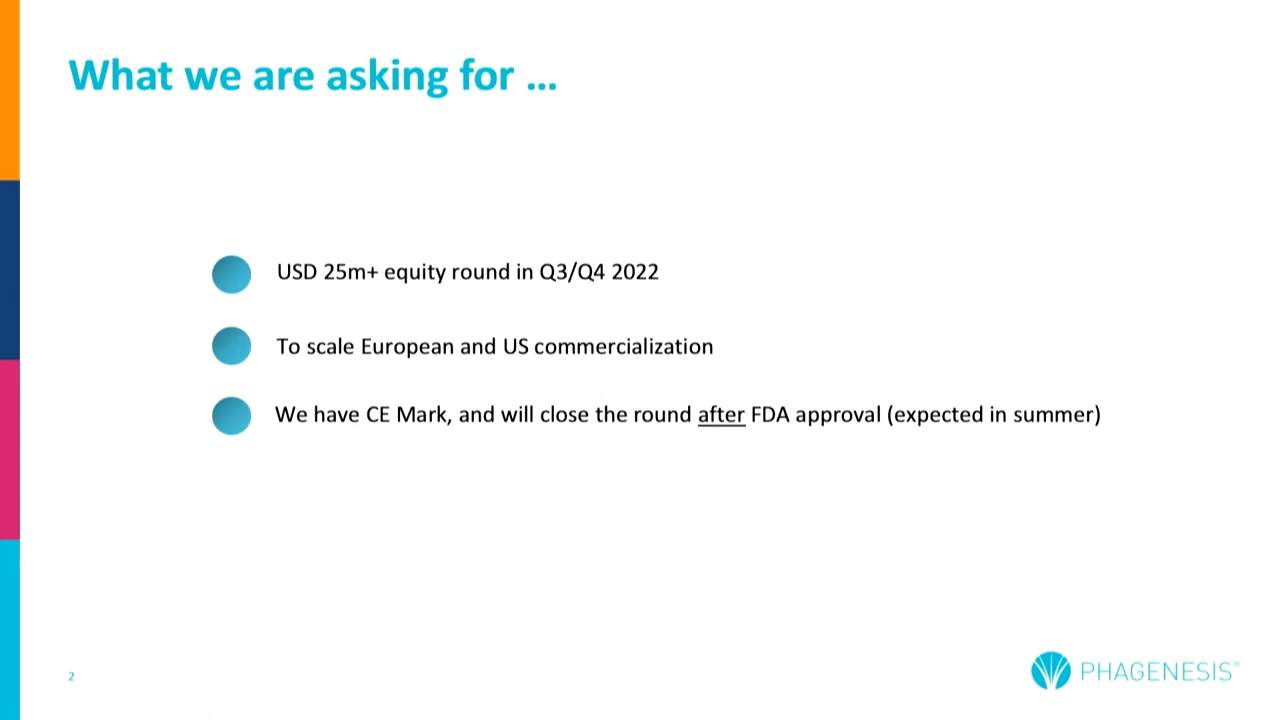 What we are asking for ...
USD 25m+ equity round in Q3/Q4 2022
To scale European and US commercialization
We have CE Mark, and will close the round after FDA approval (expected in summer)
2
PHAGENESIS®